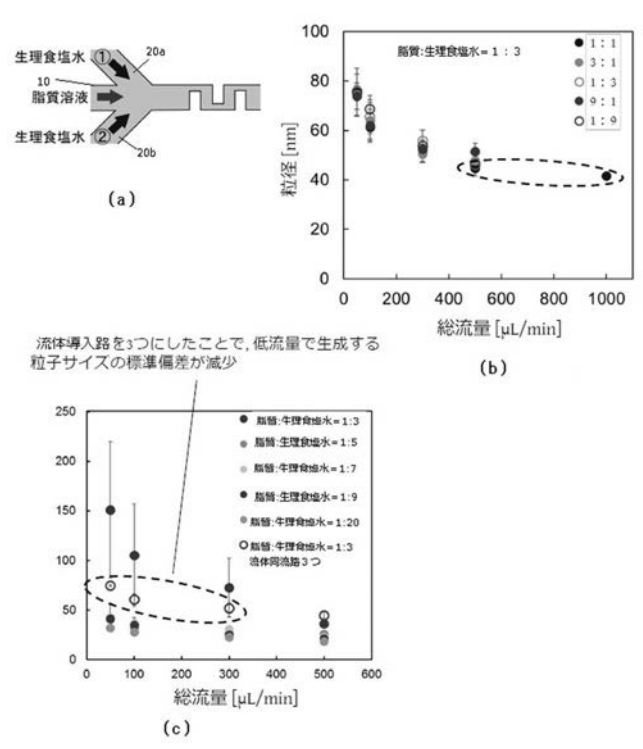 生理食塩水 ①
20a
10
脂質溶液
生理食塩水 ②
20b
(a)
100
80
60
40
20
0
粒径 [nm]
脂質:生理食塩水= 1 : 3
1:1
3:1
1:3
9:1
1:9
0 200 400 600 800 1000
総流量 [μL/min]
(b)
流体導入路を3つにしたことで, 低流量で生成する
粒子サイズの標準偏差が減少
250
200
150
100
50
0
脂質:生理食塩水=1:3
脂質:生理食塩水=1:5
脂質:生理食塩水=1:7
脂質:生理食塩水=1:9
脂質:生理食塩水=1:20
脂質:生理食塩水=1:3
流体同流路3つ
0 100 200 300 400 500 600
総流量 [μL/min]
(c)